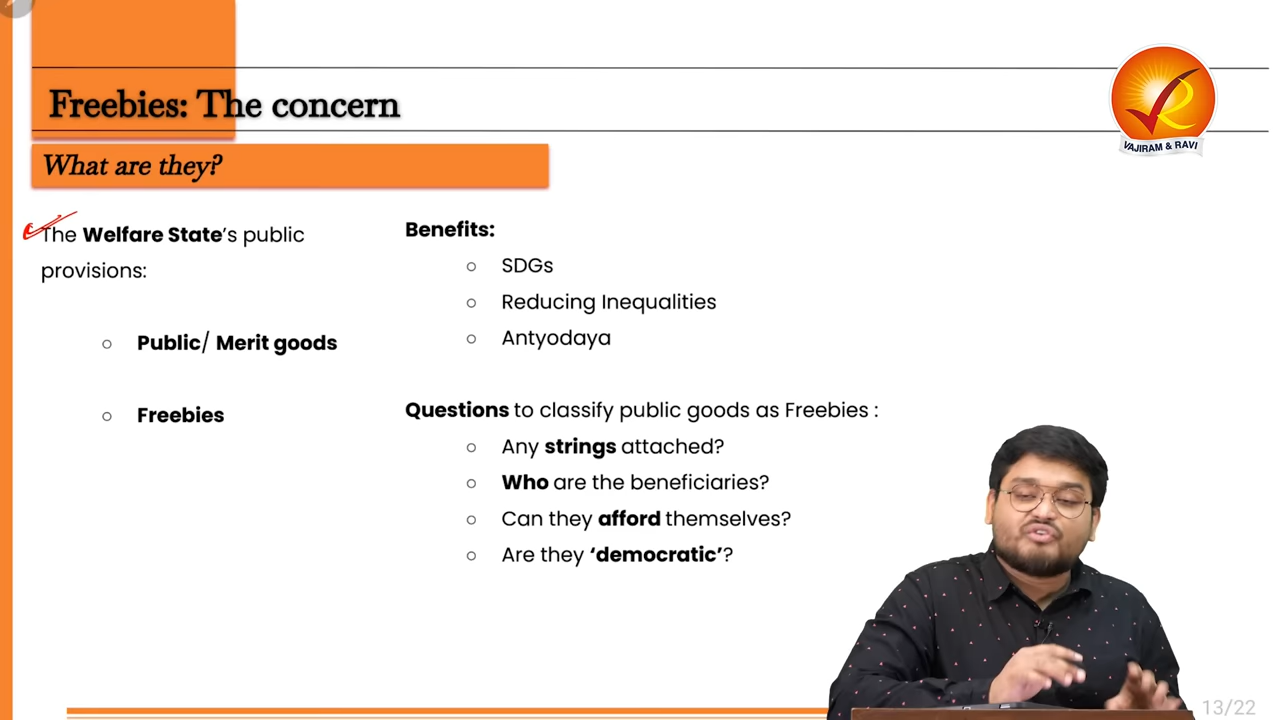 Freebies: The concern
VAJIRAM & RAVI
What are they?
The Welfare State's public
provisions:
○ Public/ Merit goods
○ Freebies
Benefits:
○ SDGs
○ Reducing Inequalities
○ Antyodaya
Questions to classify public goods as Freebies :
○ Any strings attached?
○ Who are the beneficiaries?
○ Can they afford themselves?
○ Are they ‘democratic’?
13/22